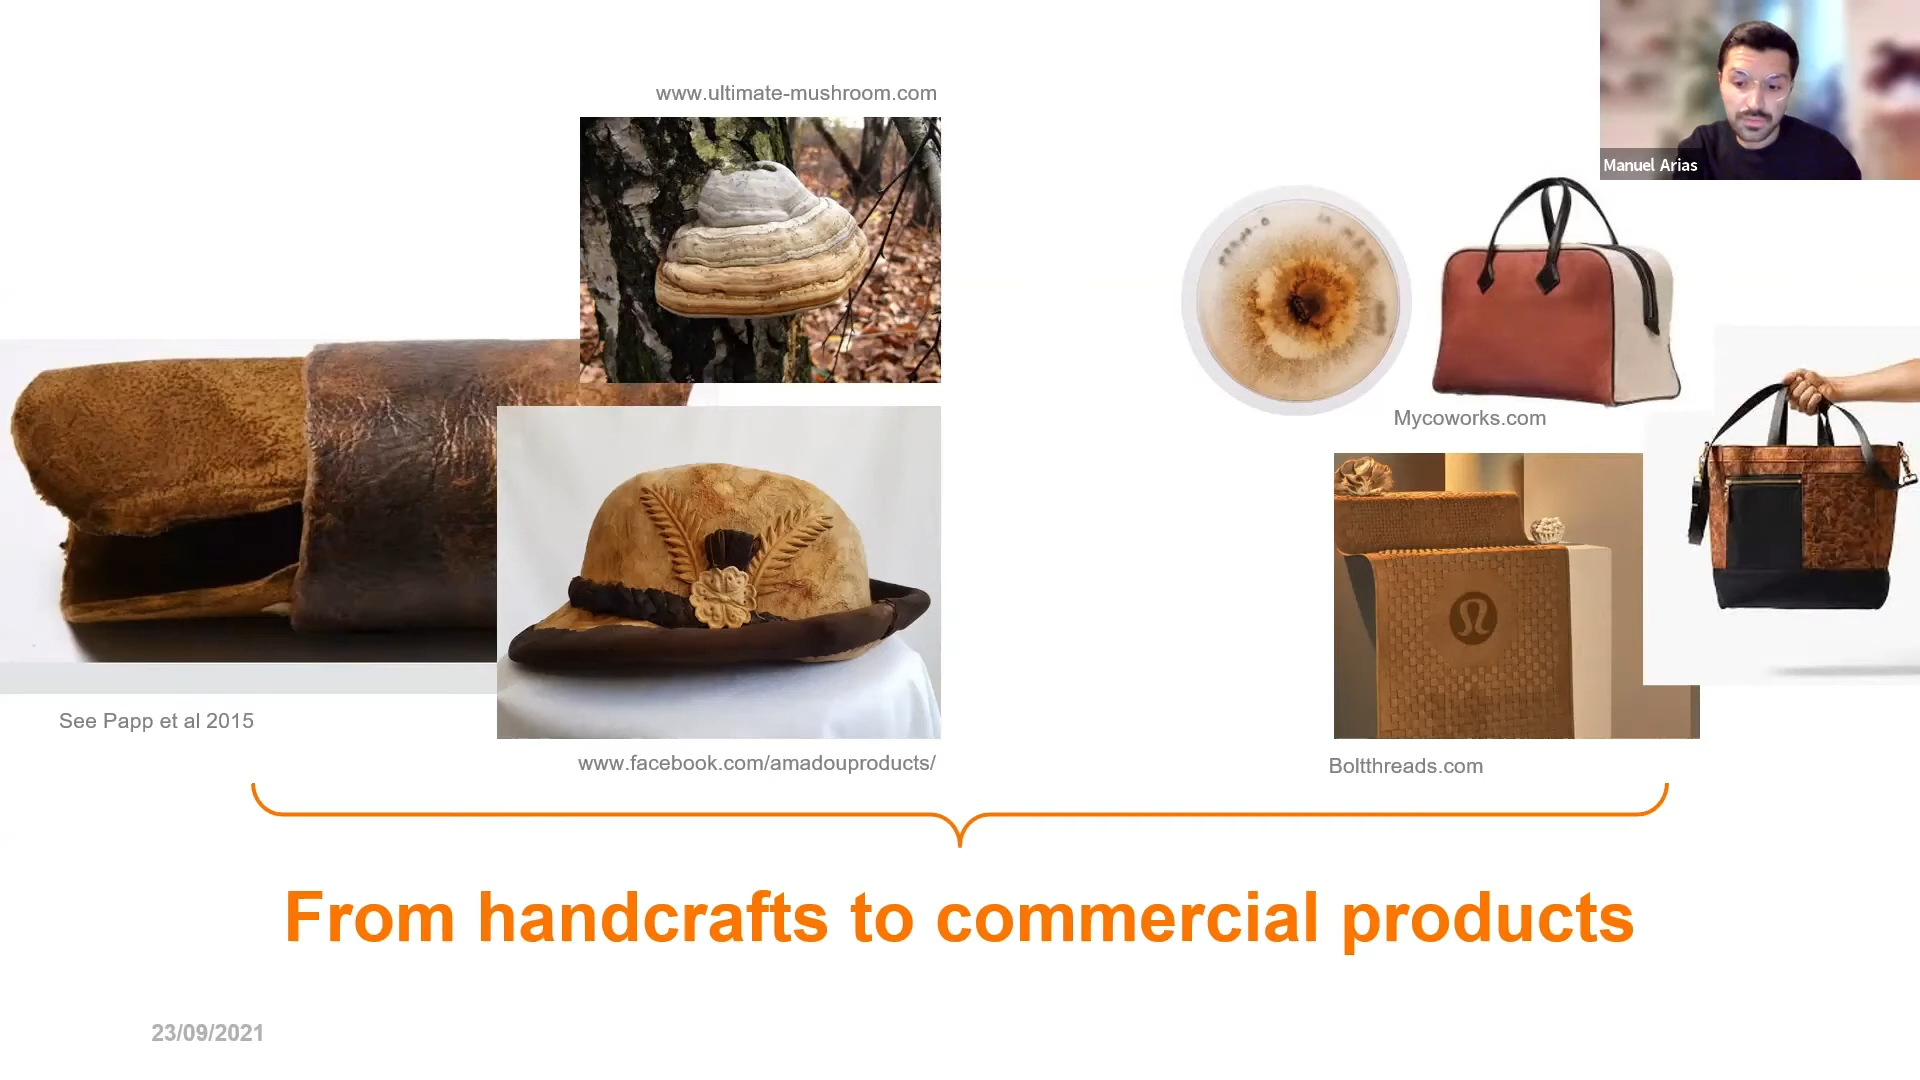 www.ultimate-mushroom.com
Manuel Arias
Mycoworks.com
See Papp et al 2015
www.facebook.com/amadouproducts/
Boltthreads.com
From handcrafts to commercial products
23/09/2021